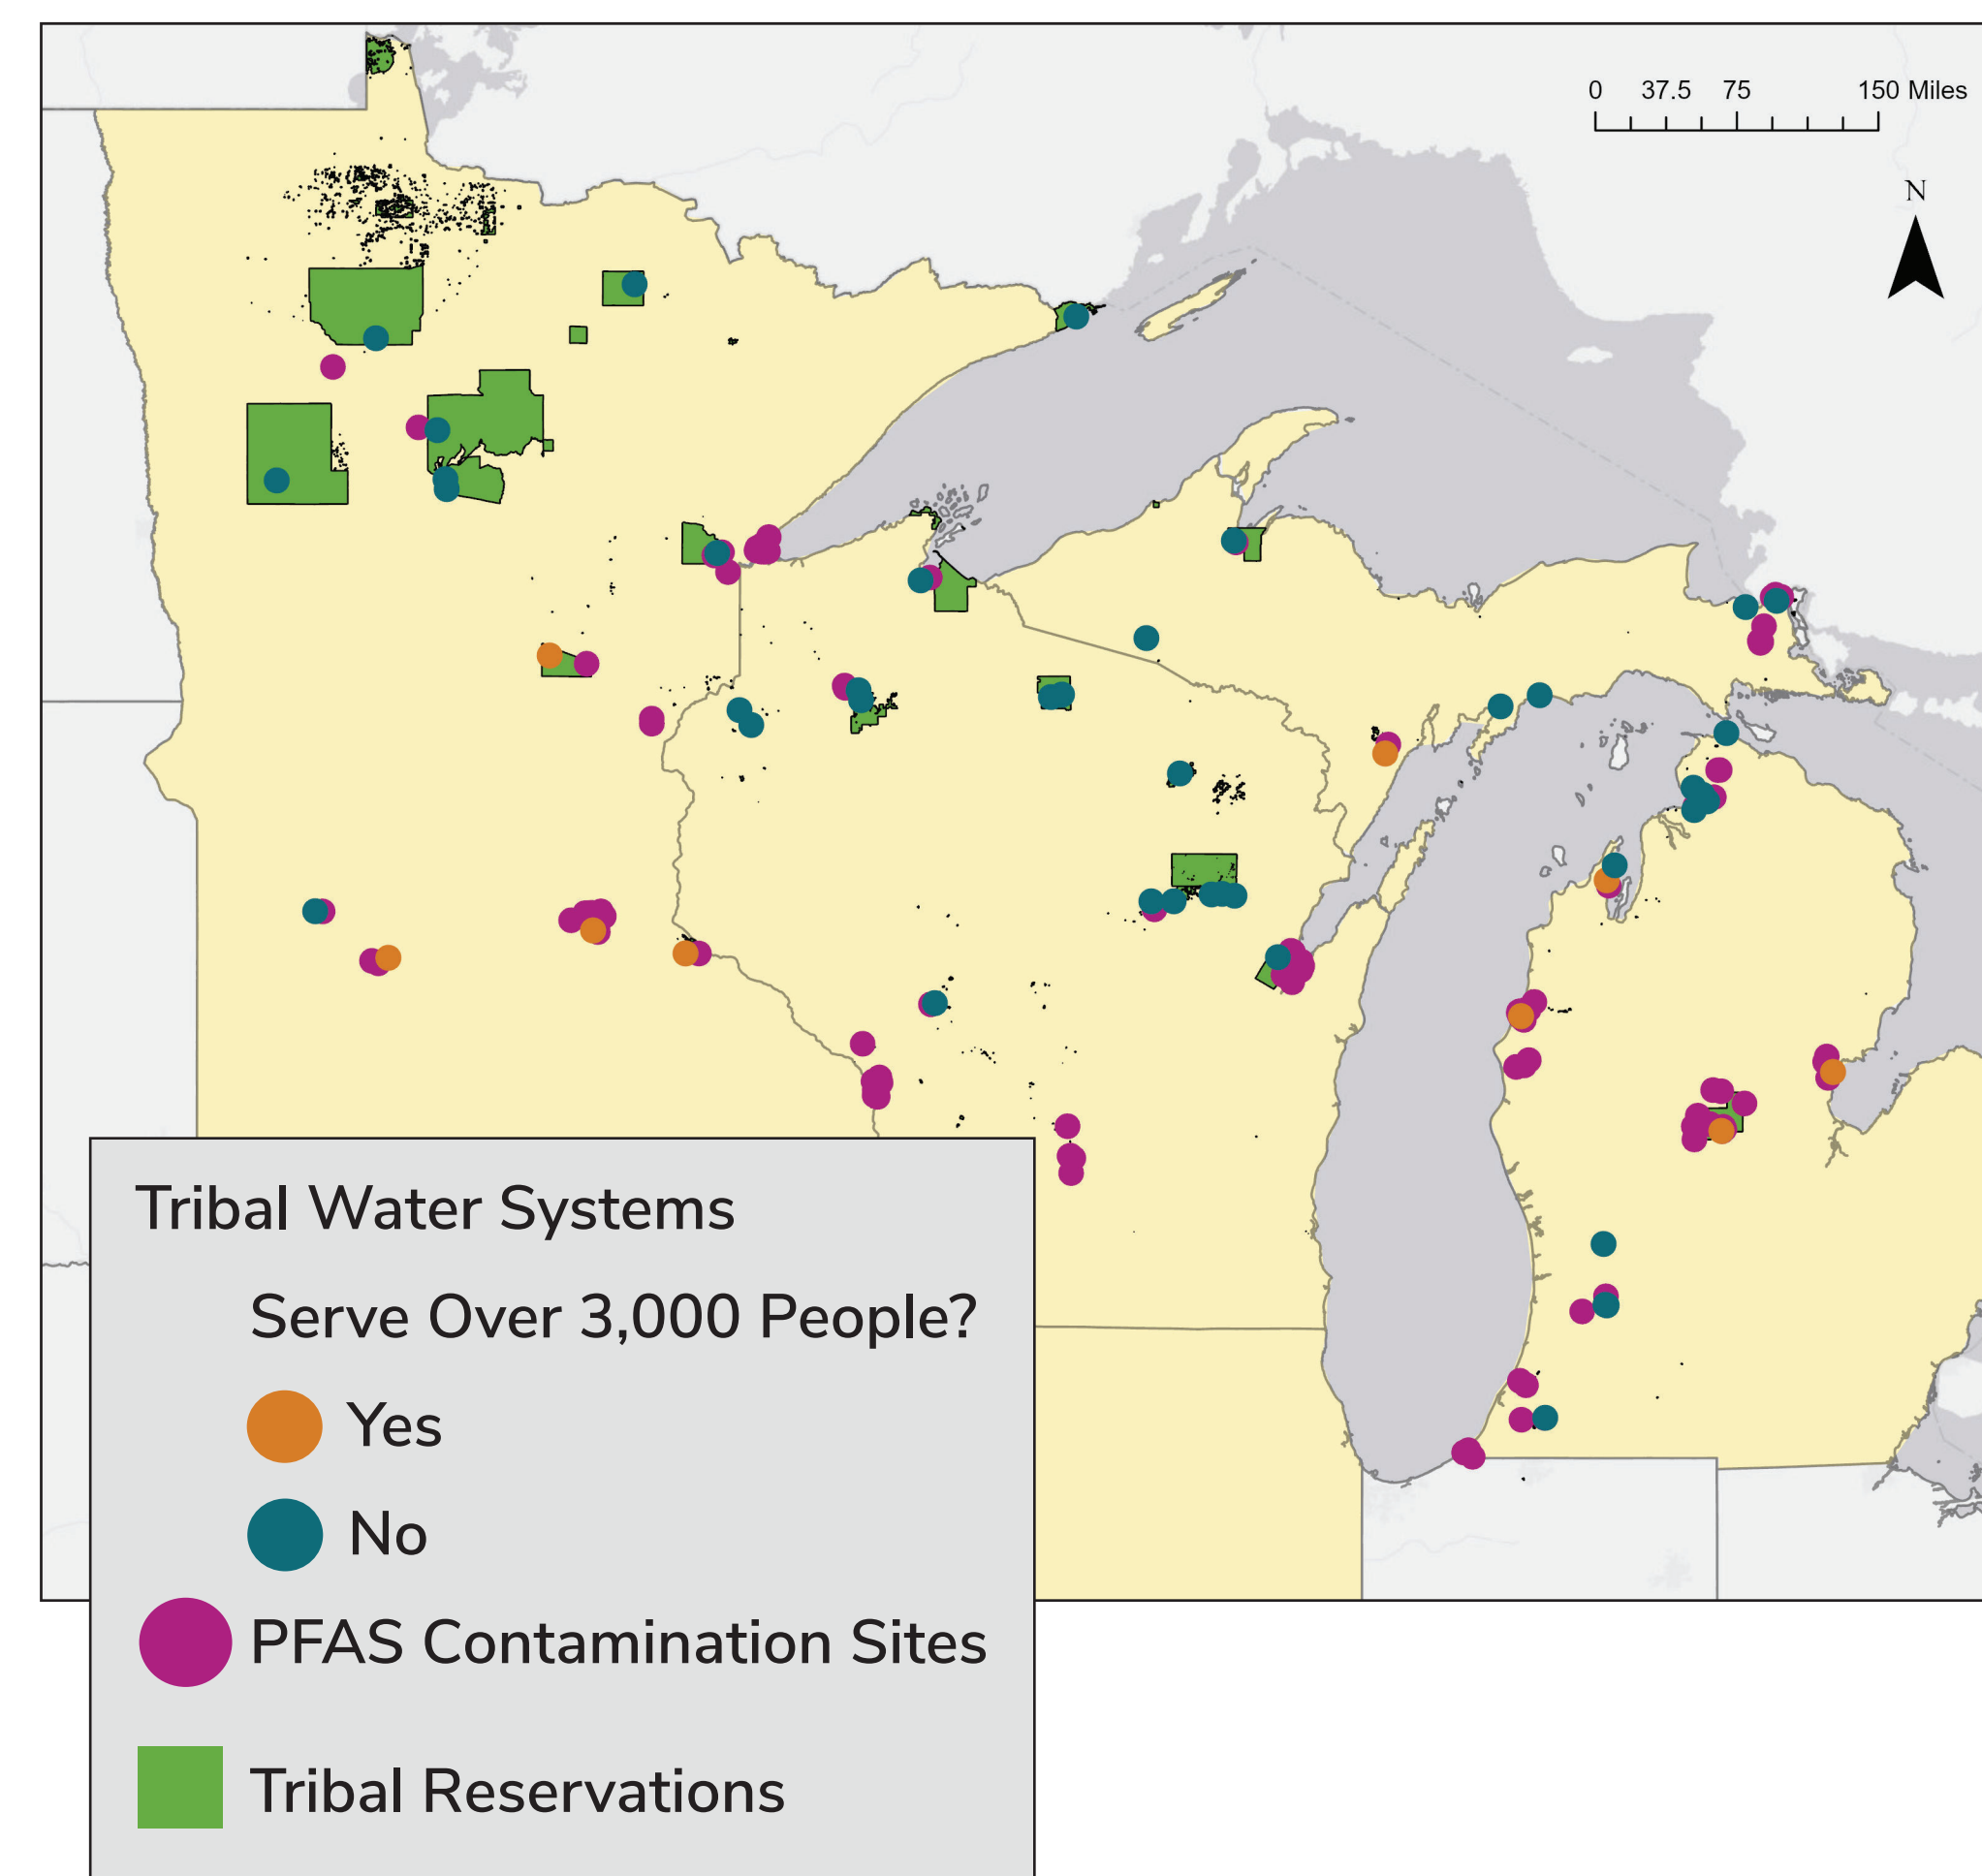 0 37.5 75 150 Miles
N
Tribal Water Systems
Serve Over 3,000 People?
Yes
No
PFAS Contamination Sites
Tribal Reservations